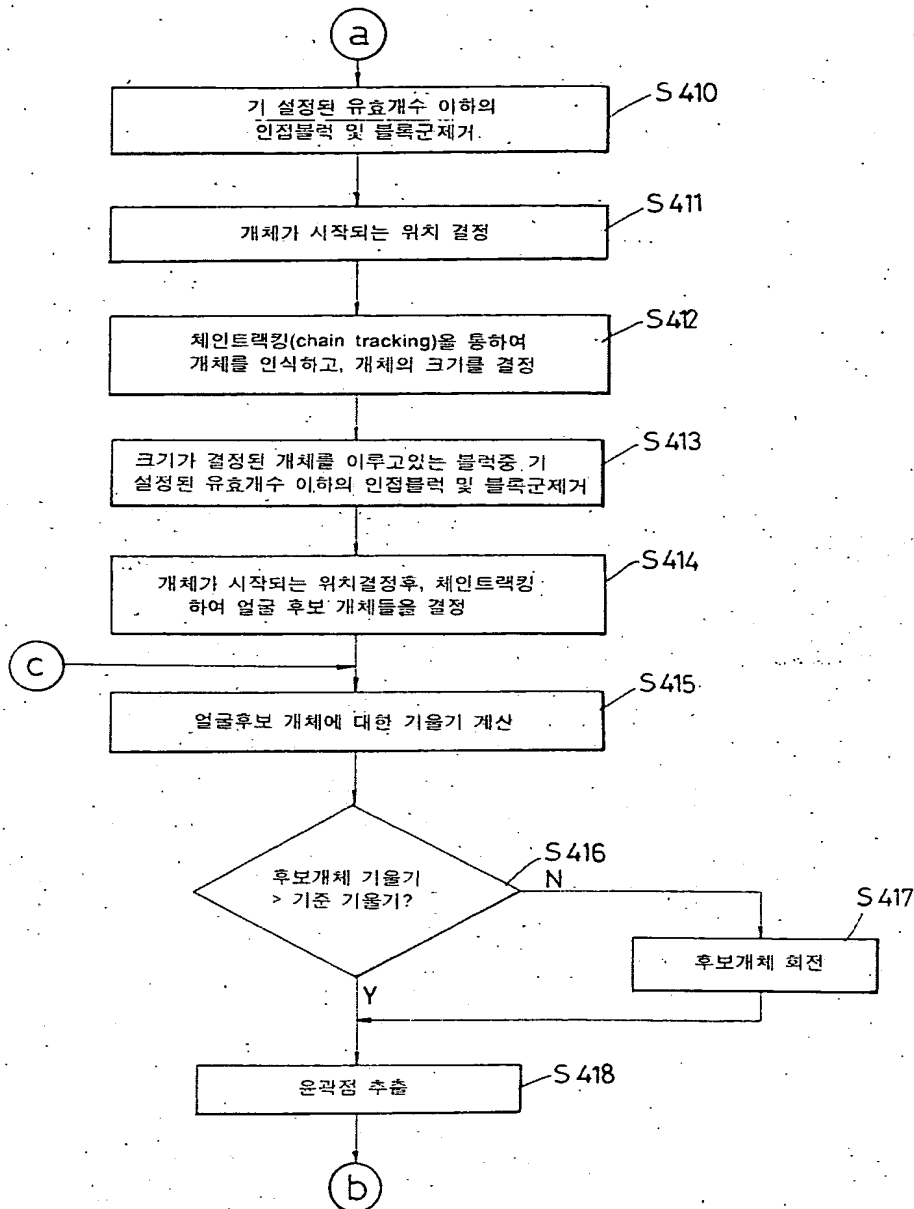 a
기 설정된 유효개수 이하의
인접블럭 및 블록군제거.
S 410
S 411
개체가 시작되는 위치 결정
S 412
체인트랙킹(chain tracking)을 통하여
개체를 인식하고, 개체의 크기를 결정
S 413
크기가 결정된 개체를 이루고있는 블럭중 기
설정된 유효개수 이하의 인접블럭 및 블록군제거
S 414
개체가 시작되는 위치결정후, 체인트랙킹
하여 얼굴 후보 개체들을 결정
c
S 415
얼굴후보 개체에 대한 기울기 계산
S 416
후보개체 기울기
> 기준 기울기?
N
S 417
후보개체 회전
Y
S 418
윤곽점 추출
b